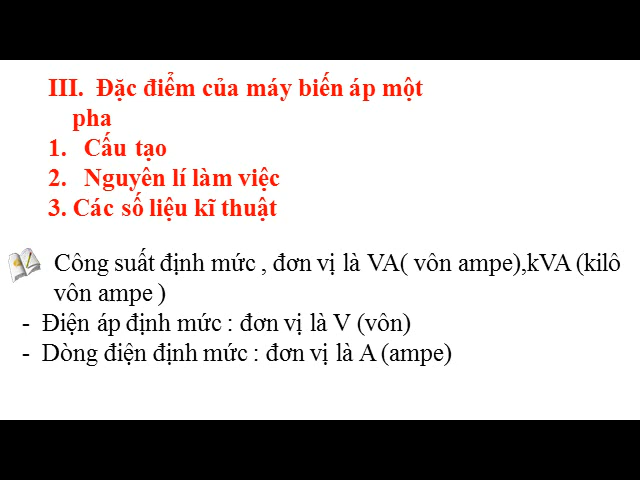 III. Đặc điểm của máy biến áp một
pha
1. Cấu tạo
2. Nguyên lí làm việc
3. Các số liệu kĩ thuật
Công suất định mức , đơn vị là VA( vôn ampe),kVA (kilô
vôn ampe )
- Điện áp định mức : đơn vị là V (vôn)
- Dòng điện định mức : đơn vị là A (ampe)